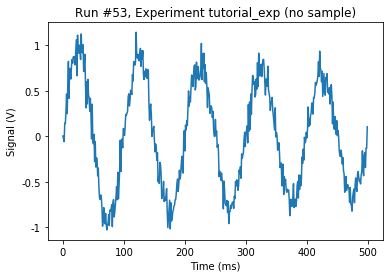 Run #53, Experiment tutorial_exp (no sample)
1
0.5
0
-0.5
-1
Signal (V)
0 100 200 300 400 500
Time (ms)